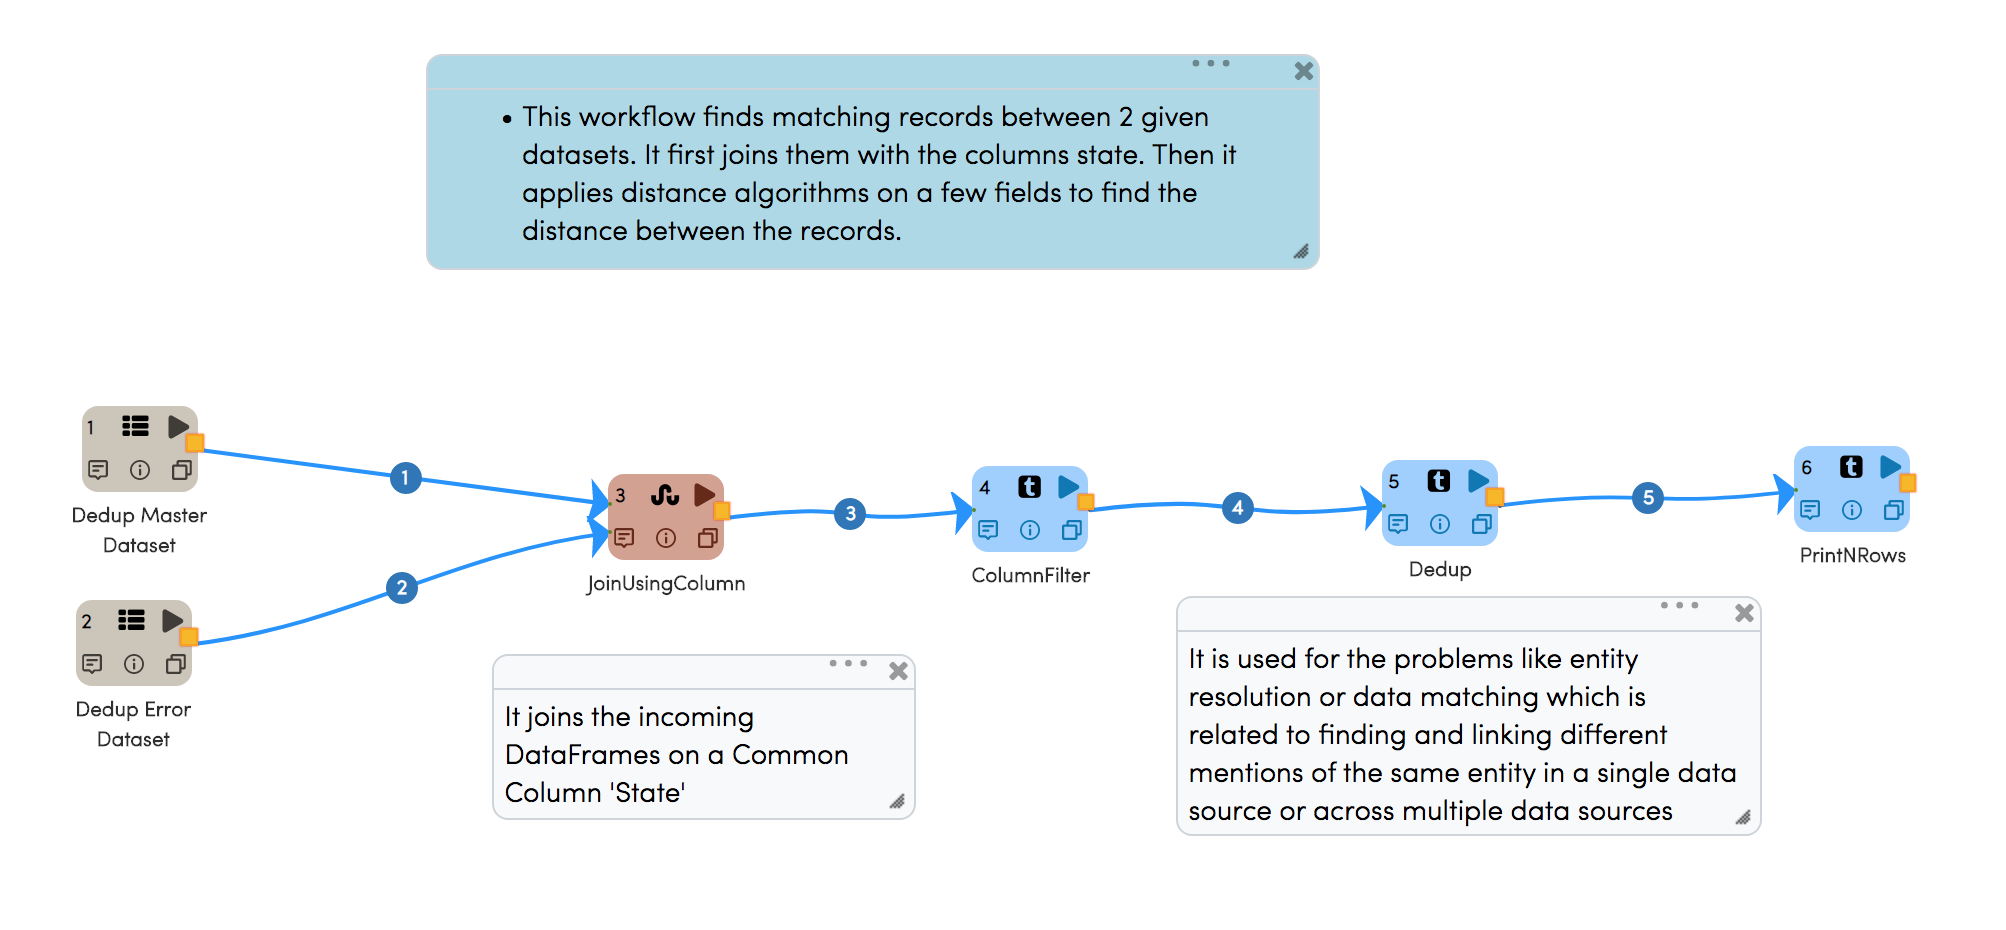 • This workflow finds matching records between 2 given
datasets. It first joins them with the columns state. Then it
applies distance algorithms on a few fields to find the
distance between the records.
1
Dedup Master
Dataset
1
2
Dedup Error
Dataset
2
3
JoinUsingColumn
3
4
ColumnFilter
4
5
Dedup
5
6
PrintNRows
It joins the incoming
DataFrames on a Common
Column 'State'
It is used for the problems like entity
resolution or data matching which is
related to finding and linking different
mentions of the same entity in a single data
source or across multiple data sources